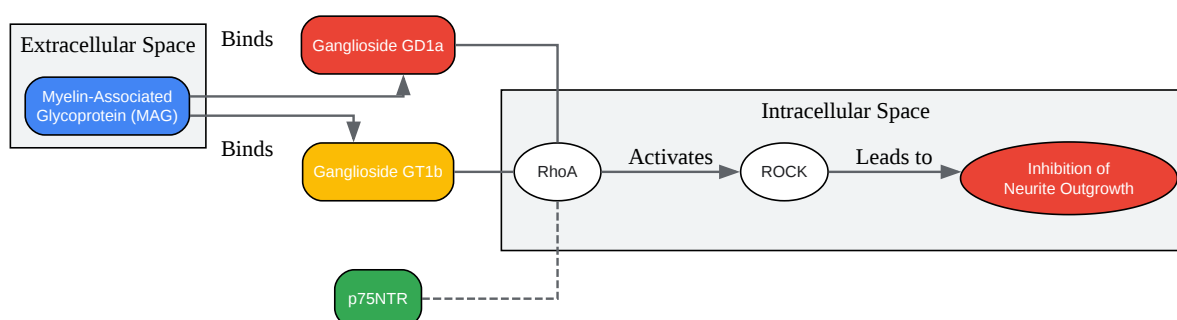 Extracellular Space
Myelin-Associated
Glycoprotein (MAG)
Binds
Ganglioside GD1a
Binds
Ganglioside GT1b
Intracellular Space
RhoA
Activates
ROCK
Leads to
Inhibition of
Neurite Outgrowth
p75NTR